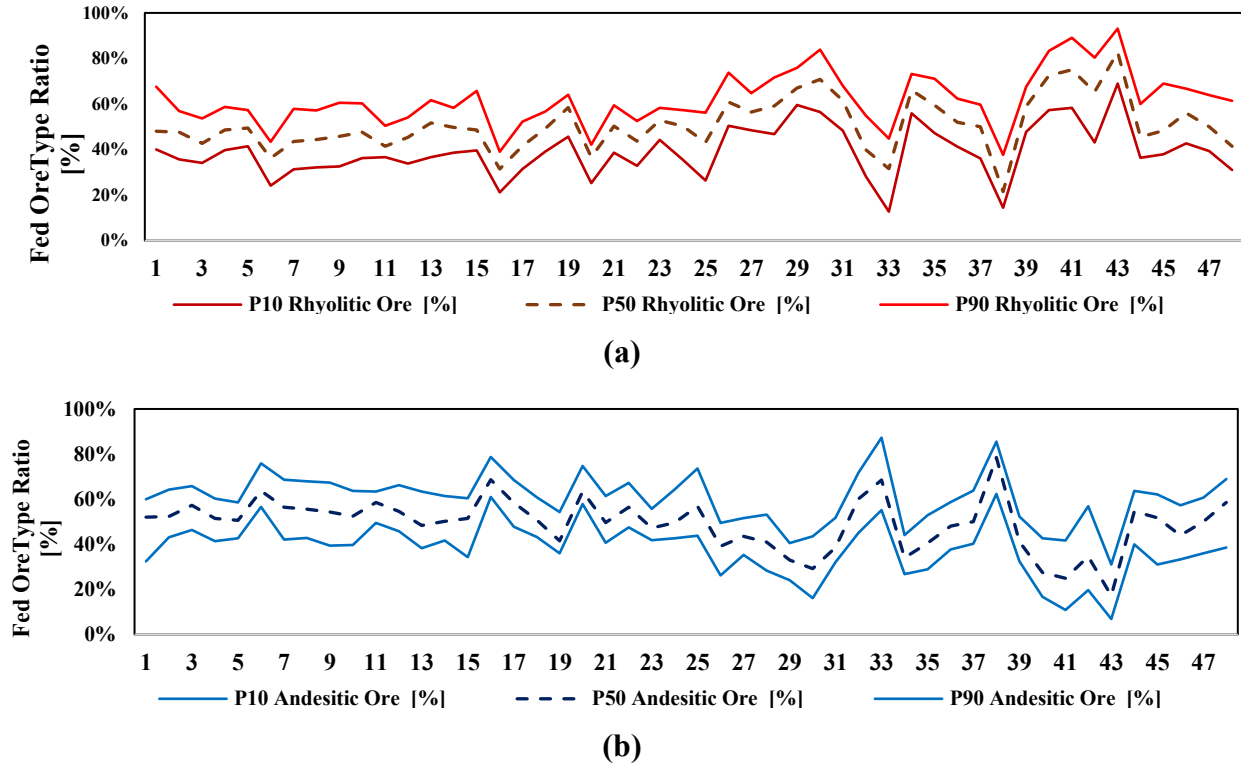 100%
80%
60%
40%
20%
0%
Fed OreType Ratio
[%]
1 3 5 7 9 11 13 15 17 19 21 23 25 27 29 31 33 35 37 39 41 43 45 47
P10 Rhyolitic Ore [%] P50 Rhyolitic Ore [%] P90 Rhyolitic Ore [%]
(a)
100%
80%
60%
40%
20%
0%
Fed OreType Ratio
[%]
1 3 5 7 9 11 13 15 17 19 21 23 25 27 29 31 33 35 37 39 41 43 45 47
P10 Andesitic Ore [%] P50 Andesitic Ore [%] P90 Andesitic Ore [%]
(b)